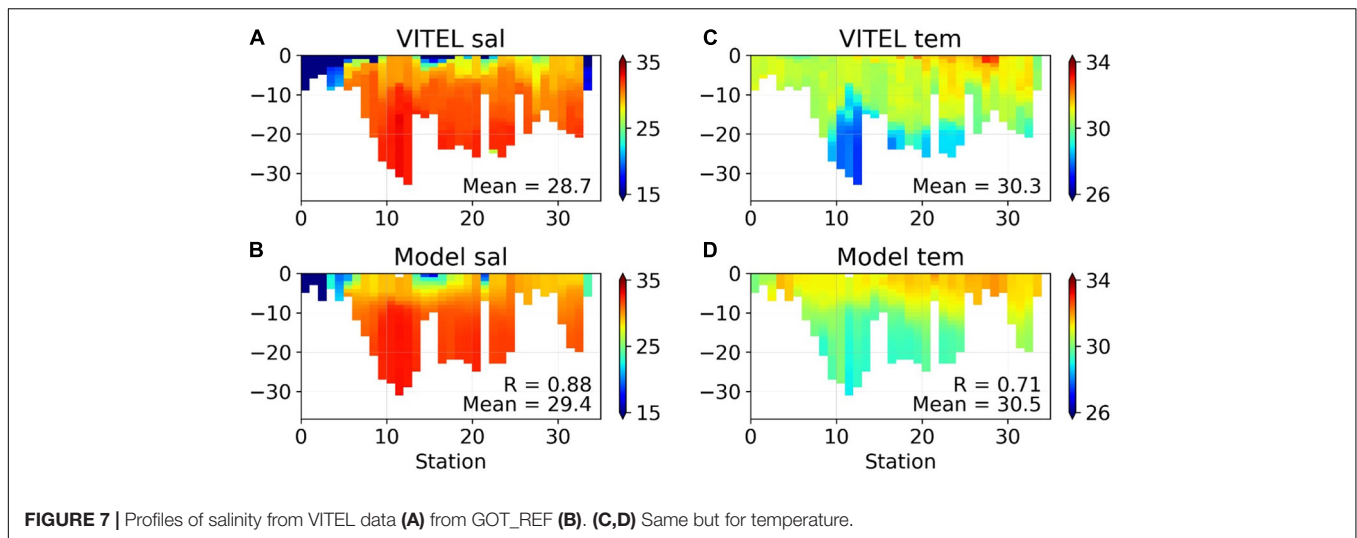 A VITEL sal
0
−10
−20
−30
0 10 20 30
Mean = 28.7
35
25
15
C VITEL tem
0
−10
−20
−30
0 10 20 30
Mean = 30.3
34
30
26
B Model sal
0
−10
−20
−30
0 10 20 30
R = 0.88
Mean = 29.4
Station
35
25
15
D Model tem
0
−10
−20
−30
0 10 20 30
R = 0.71
Mean = 30.5
Station
34
30
26
FIGURE 7 | Profiles of salinity from VITEL data (A) from GOT_REF (B). (C,D) Same but for temperature.